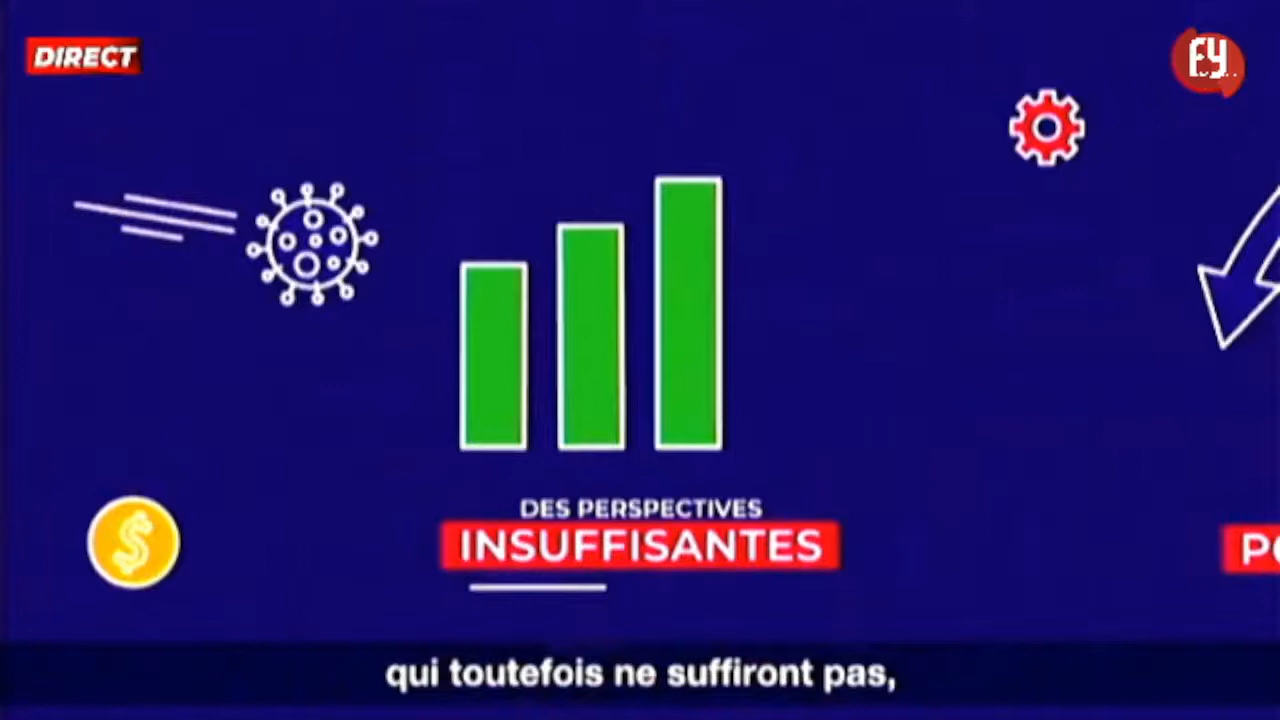 DIRECT
DES PERSPECTIVES
INSUFFISANTES
qui toutefois ne suffiront pas,